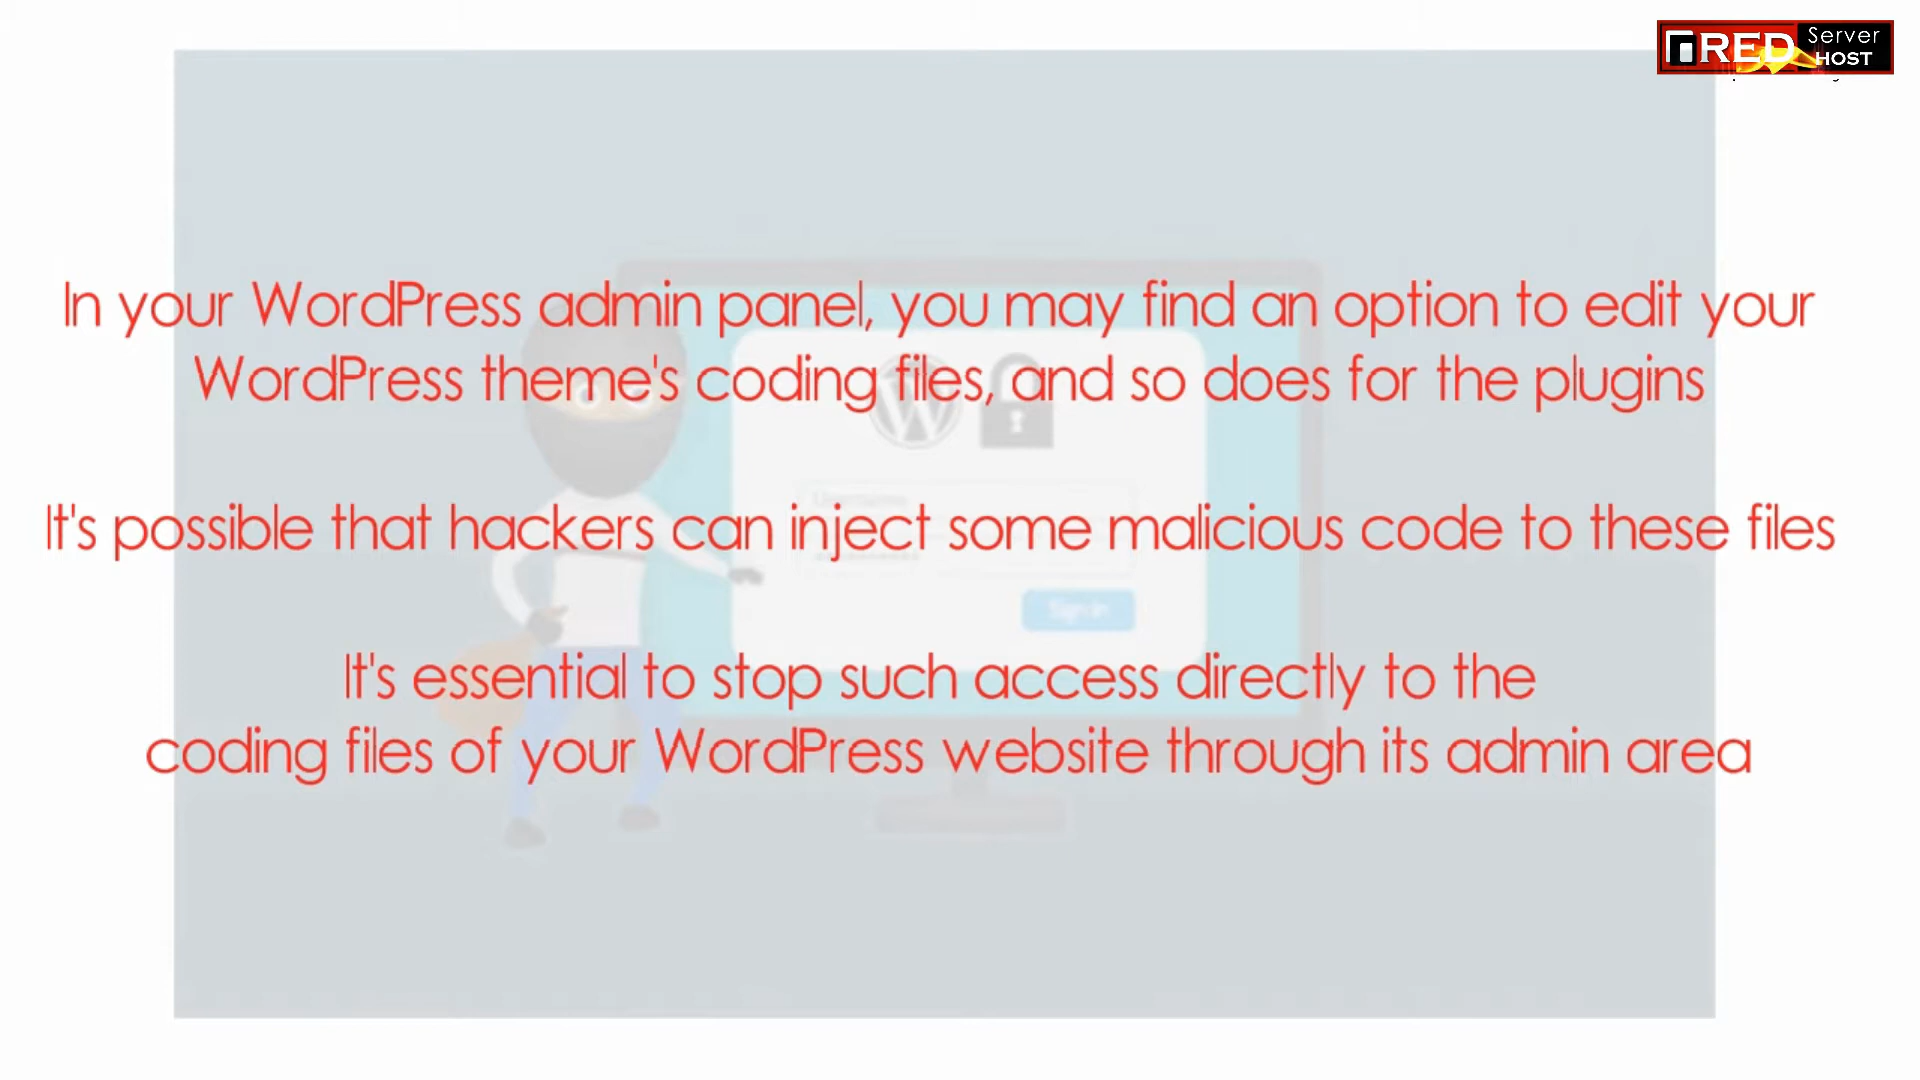 RED Server
HOST
In your WordPress admin panel, you may find an option to edit your
WordPress theme's coding files, and so does for the plugins
It's possible that hackers can inject some malicious code to these files
It's essential to stop such access directly to the
coding files of your WordPress website through its admin area
Username
Sign in